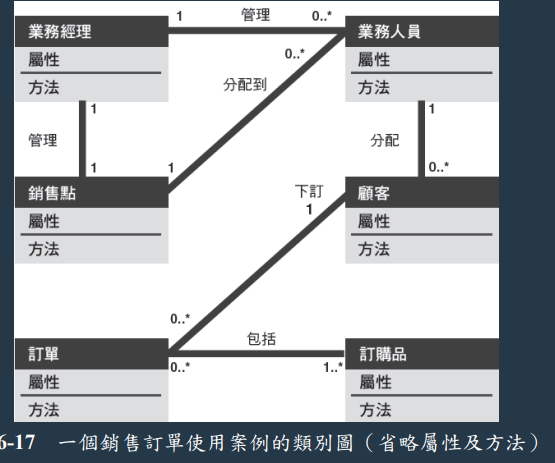 1 管理 0..*
業務經理 業務人員
屬性 屬性
方法 方法
0..*
分配到
1 1
管理 分配
1 1 0..*
銷售點 下訂 顧客
1
屬性 屬性
方法 方法
0..*
包括
訂單 訂購品
0..* 1..*
屬性 屬性
方法 方法
6-17 一個銷售訂單使用案例的類別圖（省略屬性及方法）